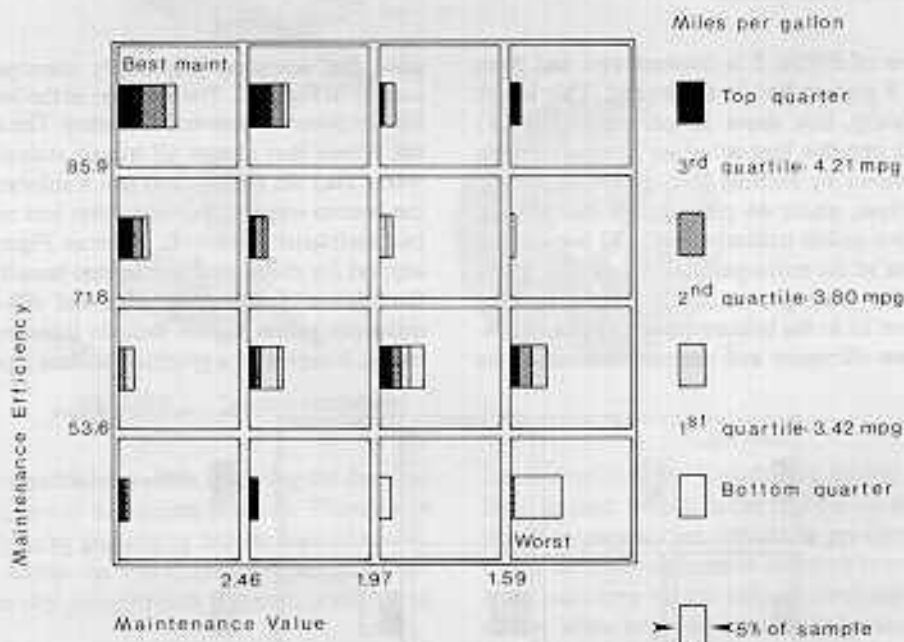 Miles per gallon
Best maint.
Top quarter
85.9
3rd quartile-4.21 mpg
71.8
2nd quartile-3.80 mpg
Maintenance Efficiency
53.6
1st quartile-3.42 mpg
Bottom quarter
Worst
2.46
1.97
1.59
Maintenance Value
5% of sample